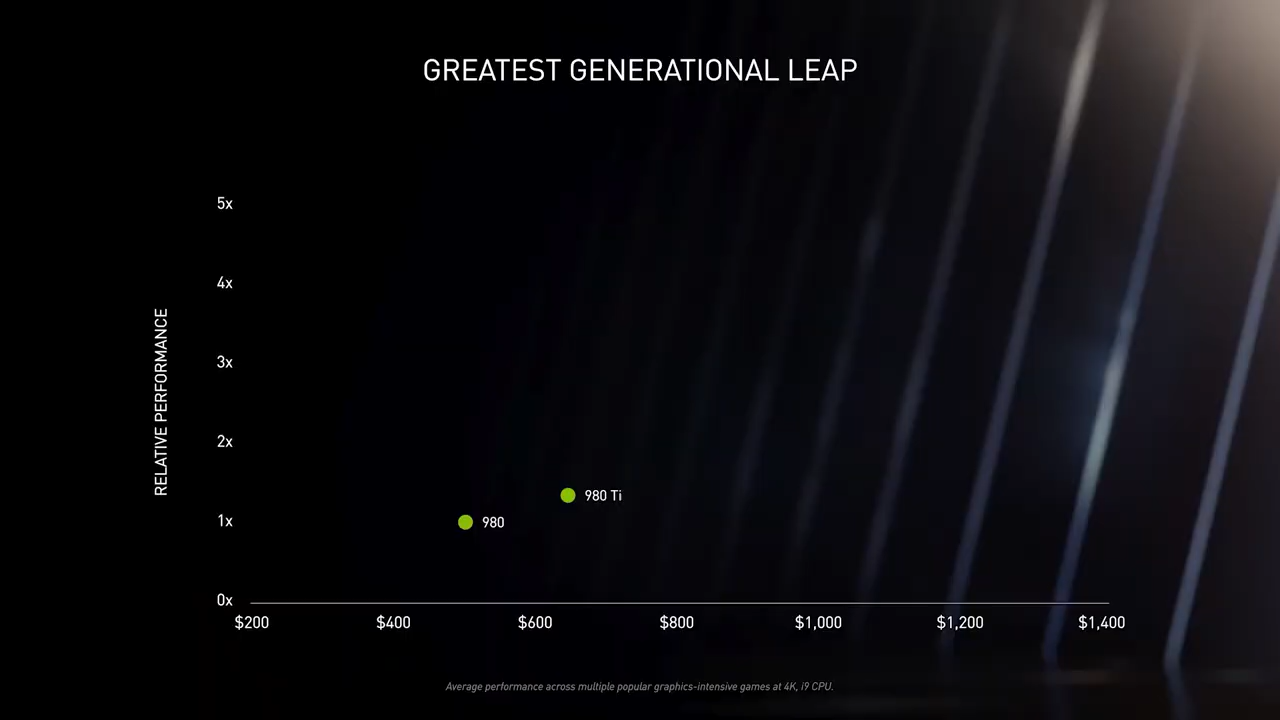 GREATEST GENERATIONAL LEAP
5x
4x
3x
2x
1x
0x
RELATIVE PERFORMANCE
980 Ti
980
$200 $400 $600 $800 $1,000 $1,200 $1,400
Average performance across multiple popular graphics-intensive games at 4K, i9 CPU.